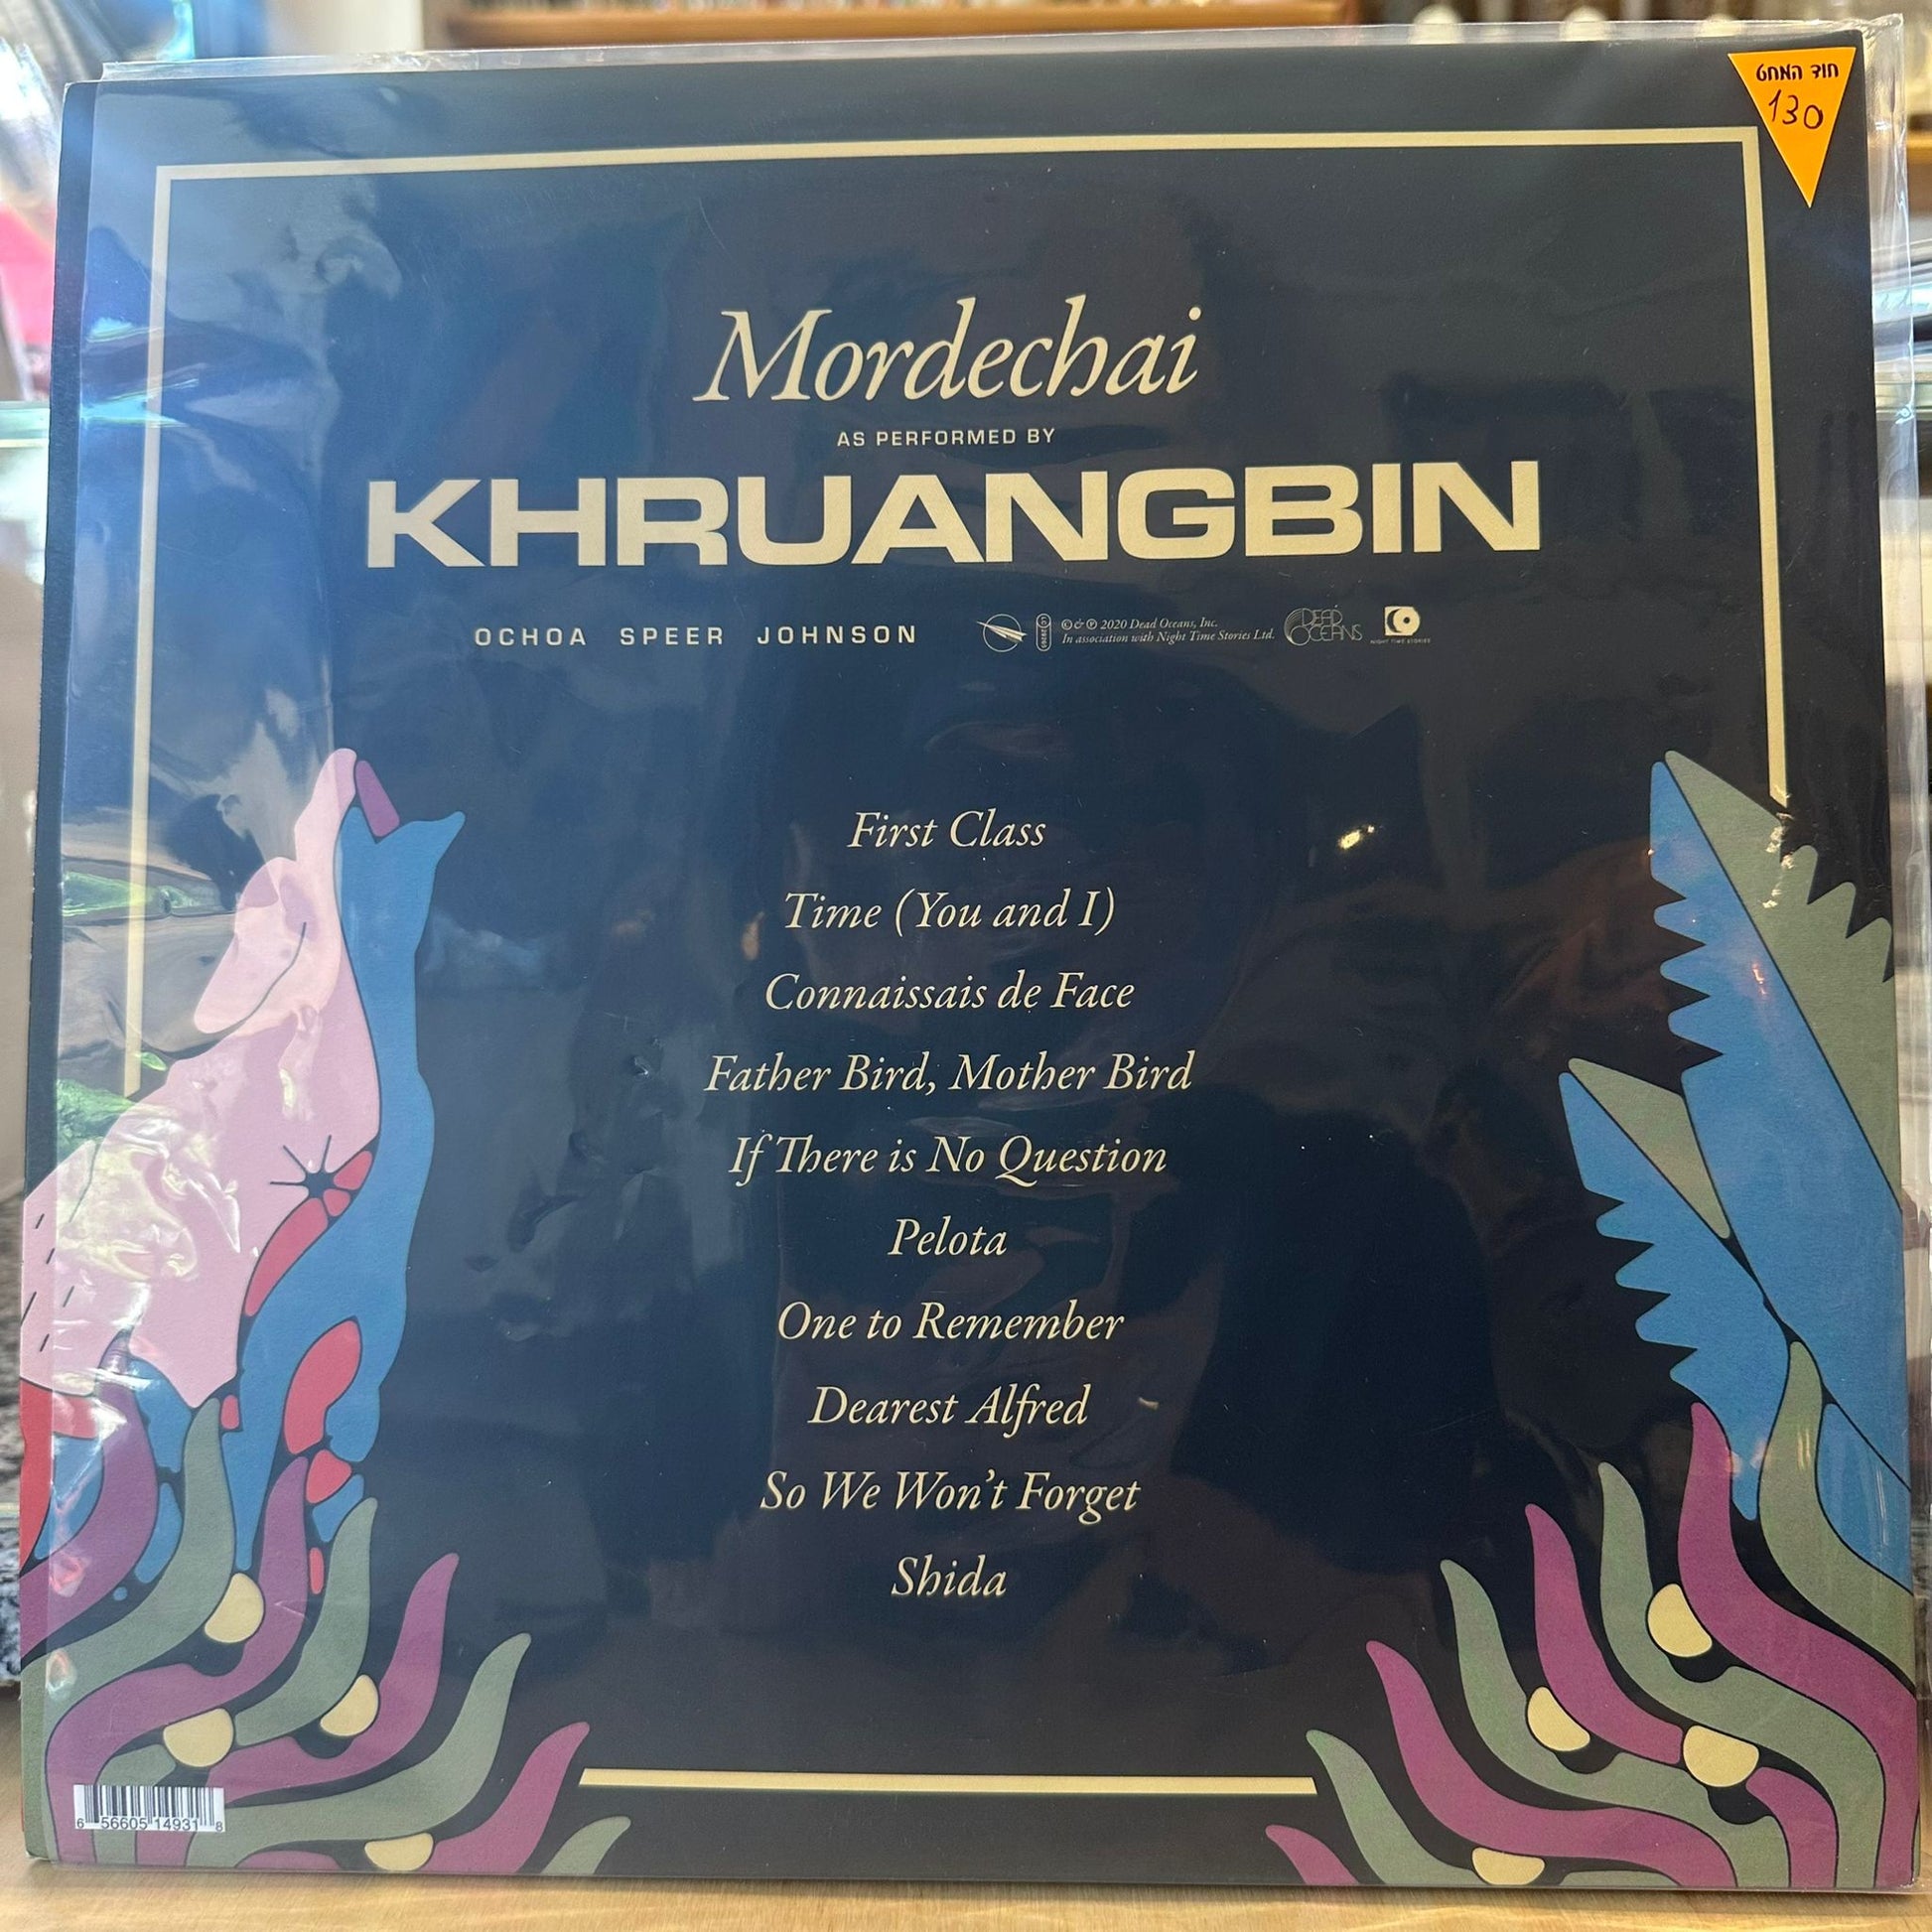 חוד המחט
130
Mordechai
AS PERFORMED BY
KHRUANGBIN
OCHOA SPEER JOHNSON
©&℗ 2020 Dead Oceans, Inc.
In association with Night Time Stories Ltd.
DEAD OCEANS
NIGHT TIME STORIES
First Class
Time (You and I)
Connaissais de Face
Father Bird, Mother Bird
If There is No Question
Pelota
One to Remember
Dearest Alfred
So We Won't Forget
Shida
6 56605 14931 8